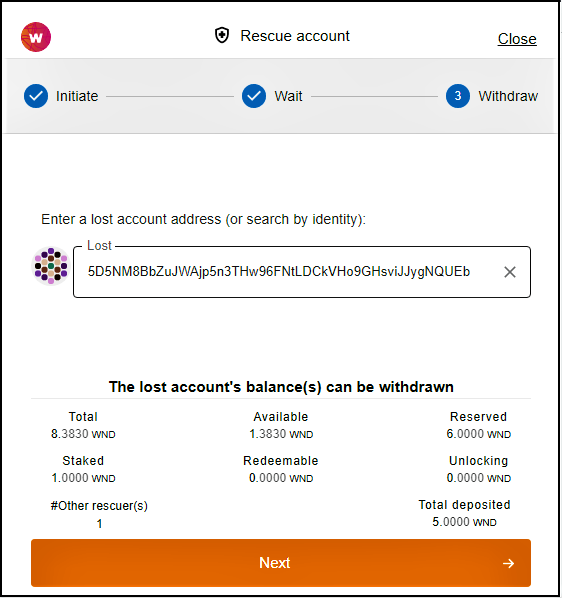 W
Rescue account
Close
Initiate
Wait
3
Withdraw
Enter a lost account address (or search by identity):
Lost
5D5NM8BbZuJWAjp5n3THw96FNtLDCkVHo9GHsviJJygNQUEb
The lost account's balance(s) can be withdrawn
Total Available Reserved
8.3830 WND 1.3830 WND 6.0000 WND
Staked Redeemable Unlocking
1.0000 WND 0.0000 WND 0.0000 WND
#Other rescuer(s) Total deposited
1 5.0000 WND
Next